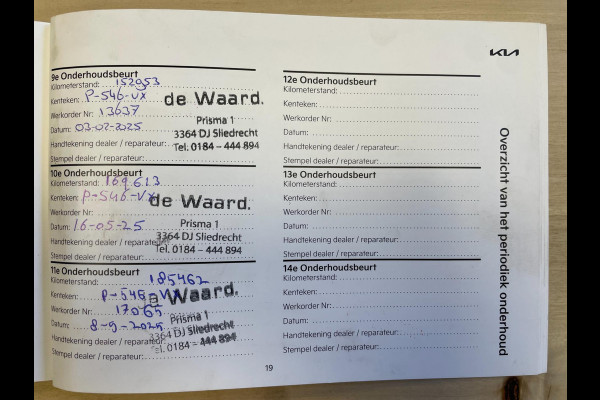 KIA
9e Onderhoudsbeurt
Kilometerstand: 152953
Kenteken: P-546-VX
Werkorder Nr: 13637
Datum: 03-02-2025
Handtekening dealer / reparateur:
Stempel dealer / reparateur:
de Waard.
Prisma 1
3364 DJ Sliedrecht
Tel. 0184 - 444 894
10e Onderhoudsbeurt
Kilometerstand: 169.613
Kenteken: P-546-VX
Werkorder Nr:
Datum: 16-05-25
Handtekening dealer / reparateur:
Stempel dealer / reparateur:
de Waard.
Prisma 1
3364 DJ Sliedrecht
Tel. 0184 - 444 894
11e Onderhoudsbeurt
Kilometerstand: 185462
Kenteken: P-546-VX
Werkorder Nr: 17065
Datum: 8-9-2025
Handtekening dealer / reparateur:
Stempel dealer / reparateur:
Waard.
Prisma 1
3364 DJ Sliedrecht
Tel. 0184 - 444 894
12e Onderhoudsbeurt
Kilometerstand:
Kenteken:
Werkorder Nr:
Datum:
Handtekening dealer / reparateur:
Stempel dealer / reparateur:
13e Onderhoudsbeurt
Kilometerstand:
Kenteken:
Werkorder Nr:
Datum:
Handtekening dealer / reparateur:
Stempel dealer / reparateur:
14e Onderhoudsbeurt
Kilometerstand:
Kenteken:
Werkorder Nr:
Datum:
Handtekening dealer / reparateur:
Stempel dealer / reparateur:
Overzicht van het periodiek onderhoud
19